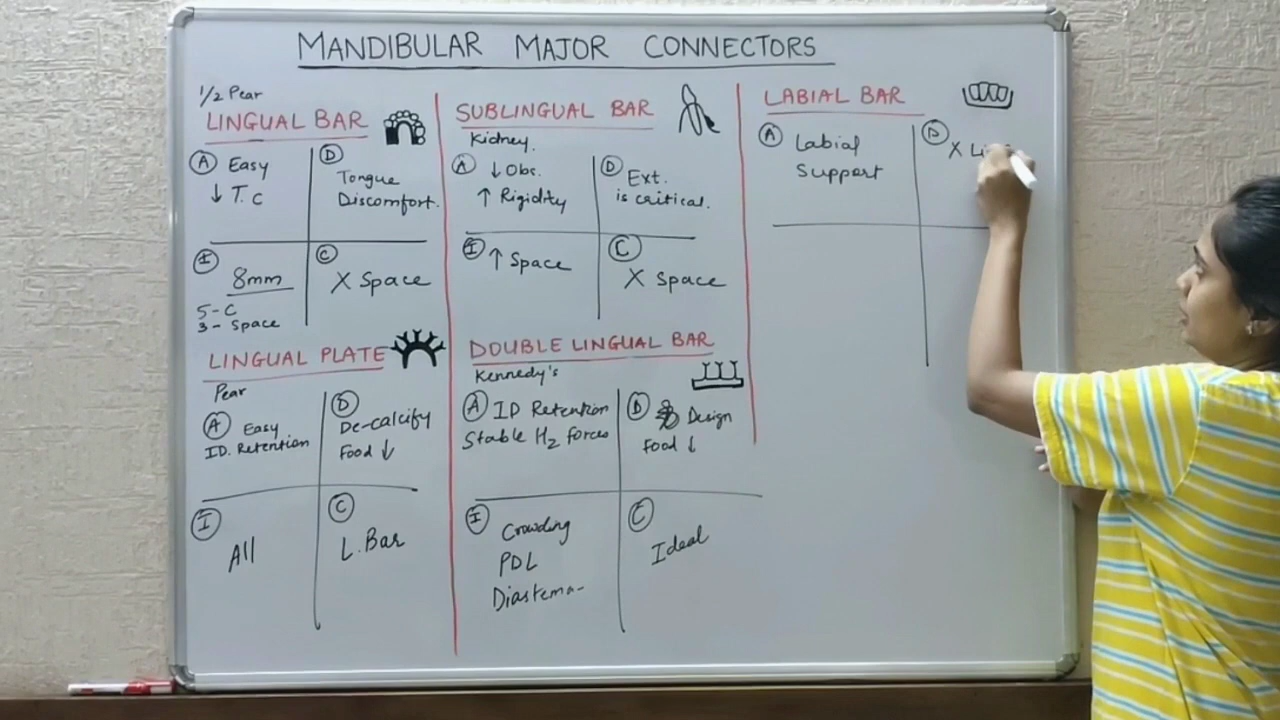 MANDIBULAR MAJOR CONNECTORS
1/2 Pear
LINGUAL BAR
A Easy
↓ T.C
D
Tongue
Discomfort.
I
8mm
5-C
3- Space
C
X Space
LINGUAL PLATE
Pear
A Easy
ID. Retention
D
De-calcify
Food ↓
I
All
C
L. Bar
SUBLINGUAL BAR
Kidney.
A ↓ Obc.
↑ Rigidity
D Ext.
is critical.
I ↑ Space
C
X Space
DOUBLE LINGUAL BAR
Kennedy's
A ID Retention
Stable H2 forces
D Design
Food ↓
I
Crowding
PDL
Diastema-
C
Ideal
LABIAL BAR
A Labial
Support
D
X